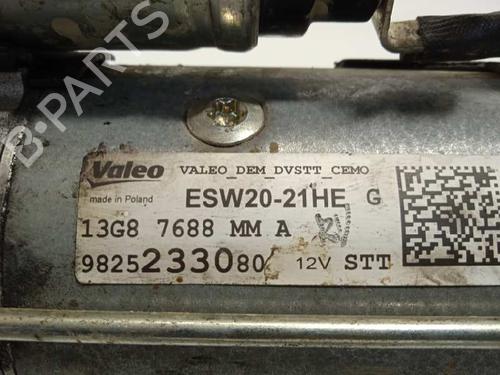 B-PARTS
Valeo VALEO_DEM_DVSTT_CEMO
made in Poland ESW20-21HE G
13G8 7688 MM A
9825233080 12V STT